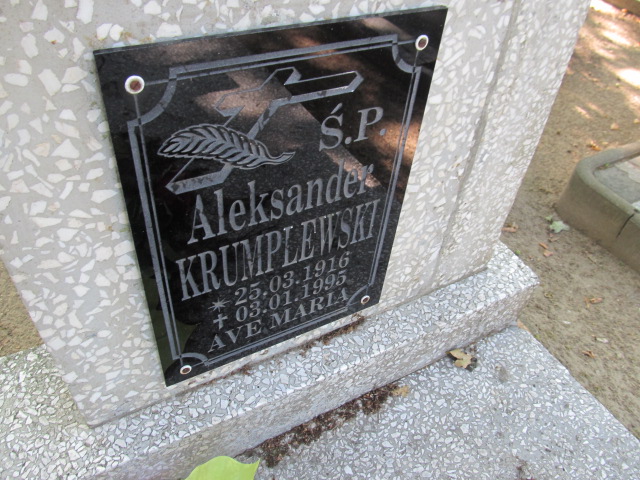 Ś.P.
Aleksander
KRUMPLEWSKI
* 25.03.1916
✝ 03.01.1995
AVE MARIA